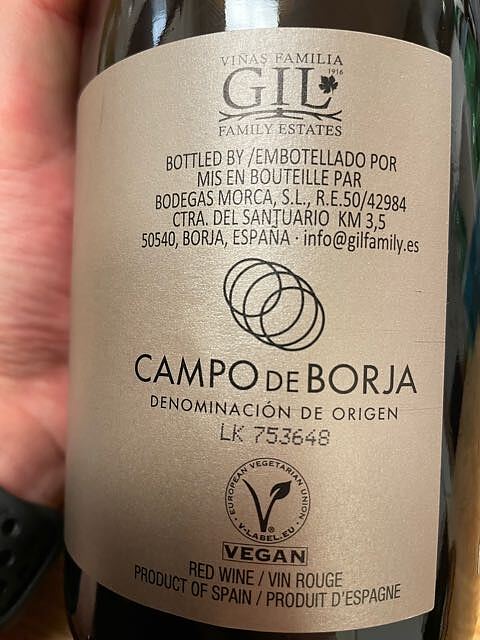 VIÑAS FAMILIA
GIL
1916
FAMILY ESTATES
BOTTLED BY /EMBOTELLADO POR
MIS EN BOUTEILLE PAR
BODEGAS MORCA, S.L., R.E.50/42984
CTRA. DEL SANTUARIO KM 3,5
50540, BORJA, ESPAÑA · info@gilfamily.es
CAMPO DE BORJA
DENOMINACIÓN DE ORIGEN
LK 753648
EUROPEAN VEGETARIAN UNION
V-LABEL.EU
VEGAN
RED WINE / VIN ROUGE
PRODUCT OF SPAIN / PRODUIT D'ESPAGNE